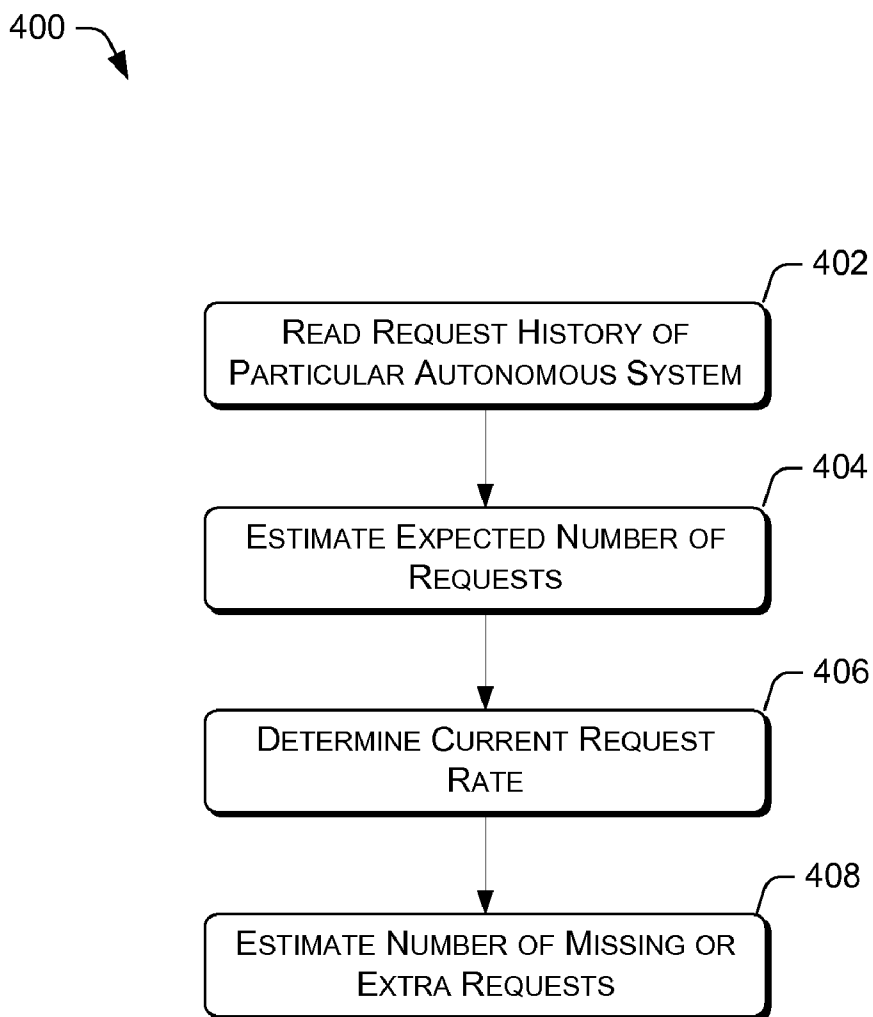 400
402
READ REQUEST HISTORY OF
PARTICULAR AUTONOMOUS SYSTEM
404
ESTIMATE EXPECTED NUMBER OF
REQUESTS
406
DETERMINE CURRENT REQUEST
RATE
408
ESTIMATE NUMBER OF MISSING OR
EXTRA REQUESTS